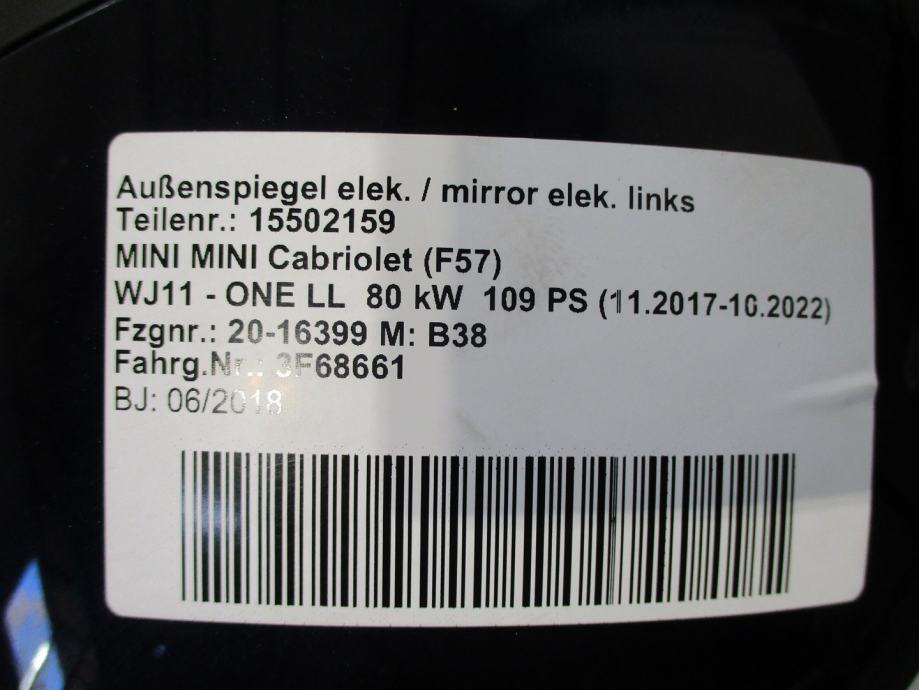 Außenspiegel elek. / mirror elek. links
Teilenr.: 15502159
MINI MINI Cabriolet (F57)
WJ11 - ONE LL 80 kW 109 PS (11.2017-10.2022)
Fzgnr.: 20-16399 M: B38
Fahrg.Nr.: 3F68661
BJ: 06/2018